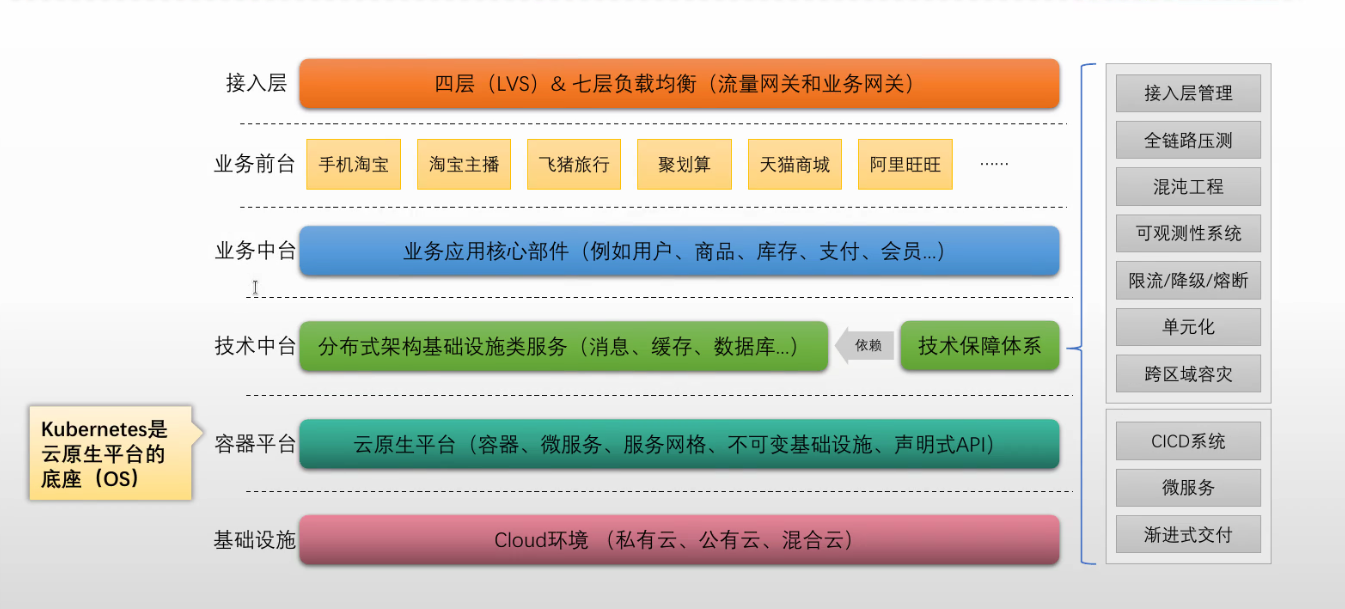 接入层
四层（LVS）& 七层负载均衡（流量网关和业务网关）
业务前台
手机淘宝
淘宝主播
飞猪旅行
聚划算
天猫商城
阿里旺旺
......
业务中台
业务应用核心部件（例如用户、商品、库存、支付、会员...）
技术中台
分布式架构基础设施类服务（消息、缓存、数据库...）
依赖
技术保障体系
Kubernetes是
云原生平台的
底座（OS）
容器平台
云原生平台（容器、微服务、服务网格、不可变基础设施、声明式API）
基础设施
Cloud环境 （私有云、公有云、混合云）
接入层管理
全链路压测
混沌工程
可观测性系统
限流/降级/熔断
单元化
跨区域容灾
CICD系统
微服务
渐进式交付